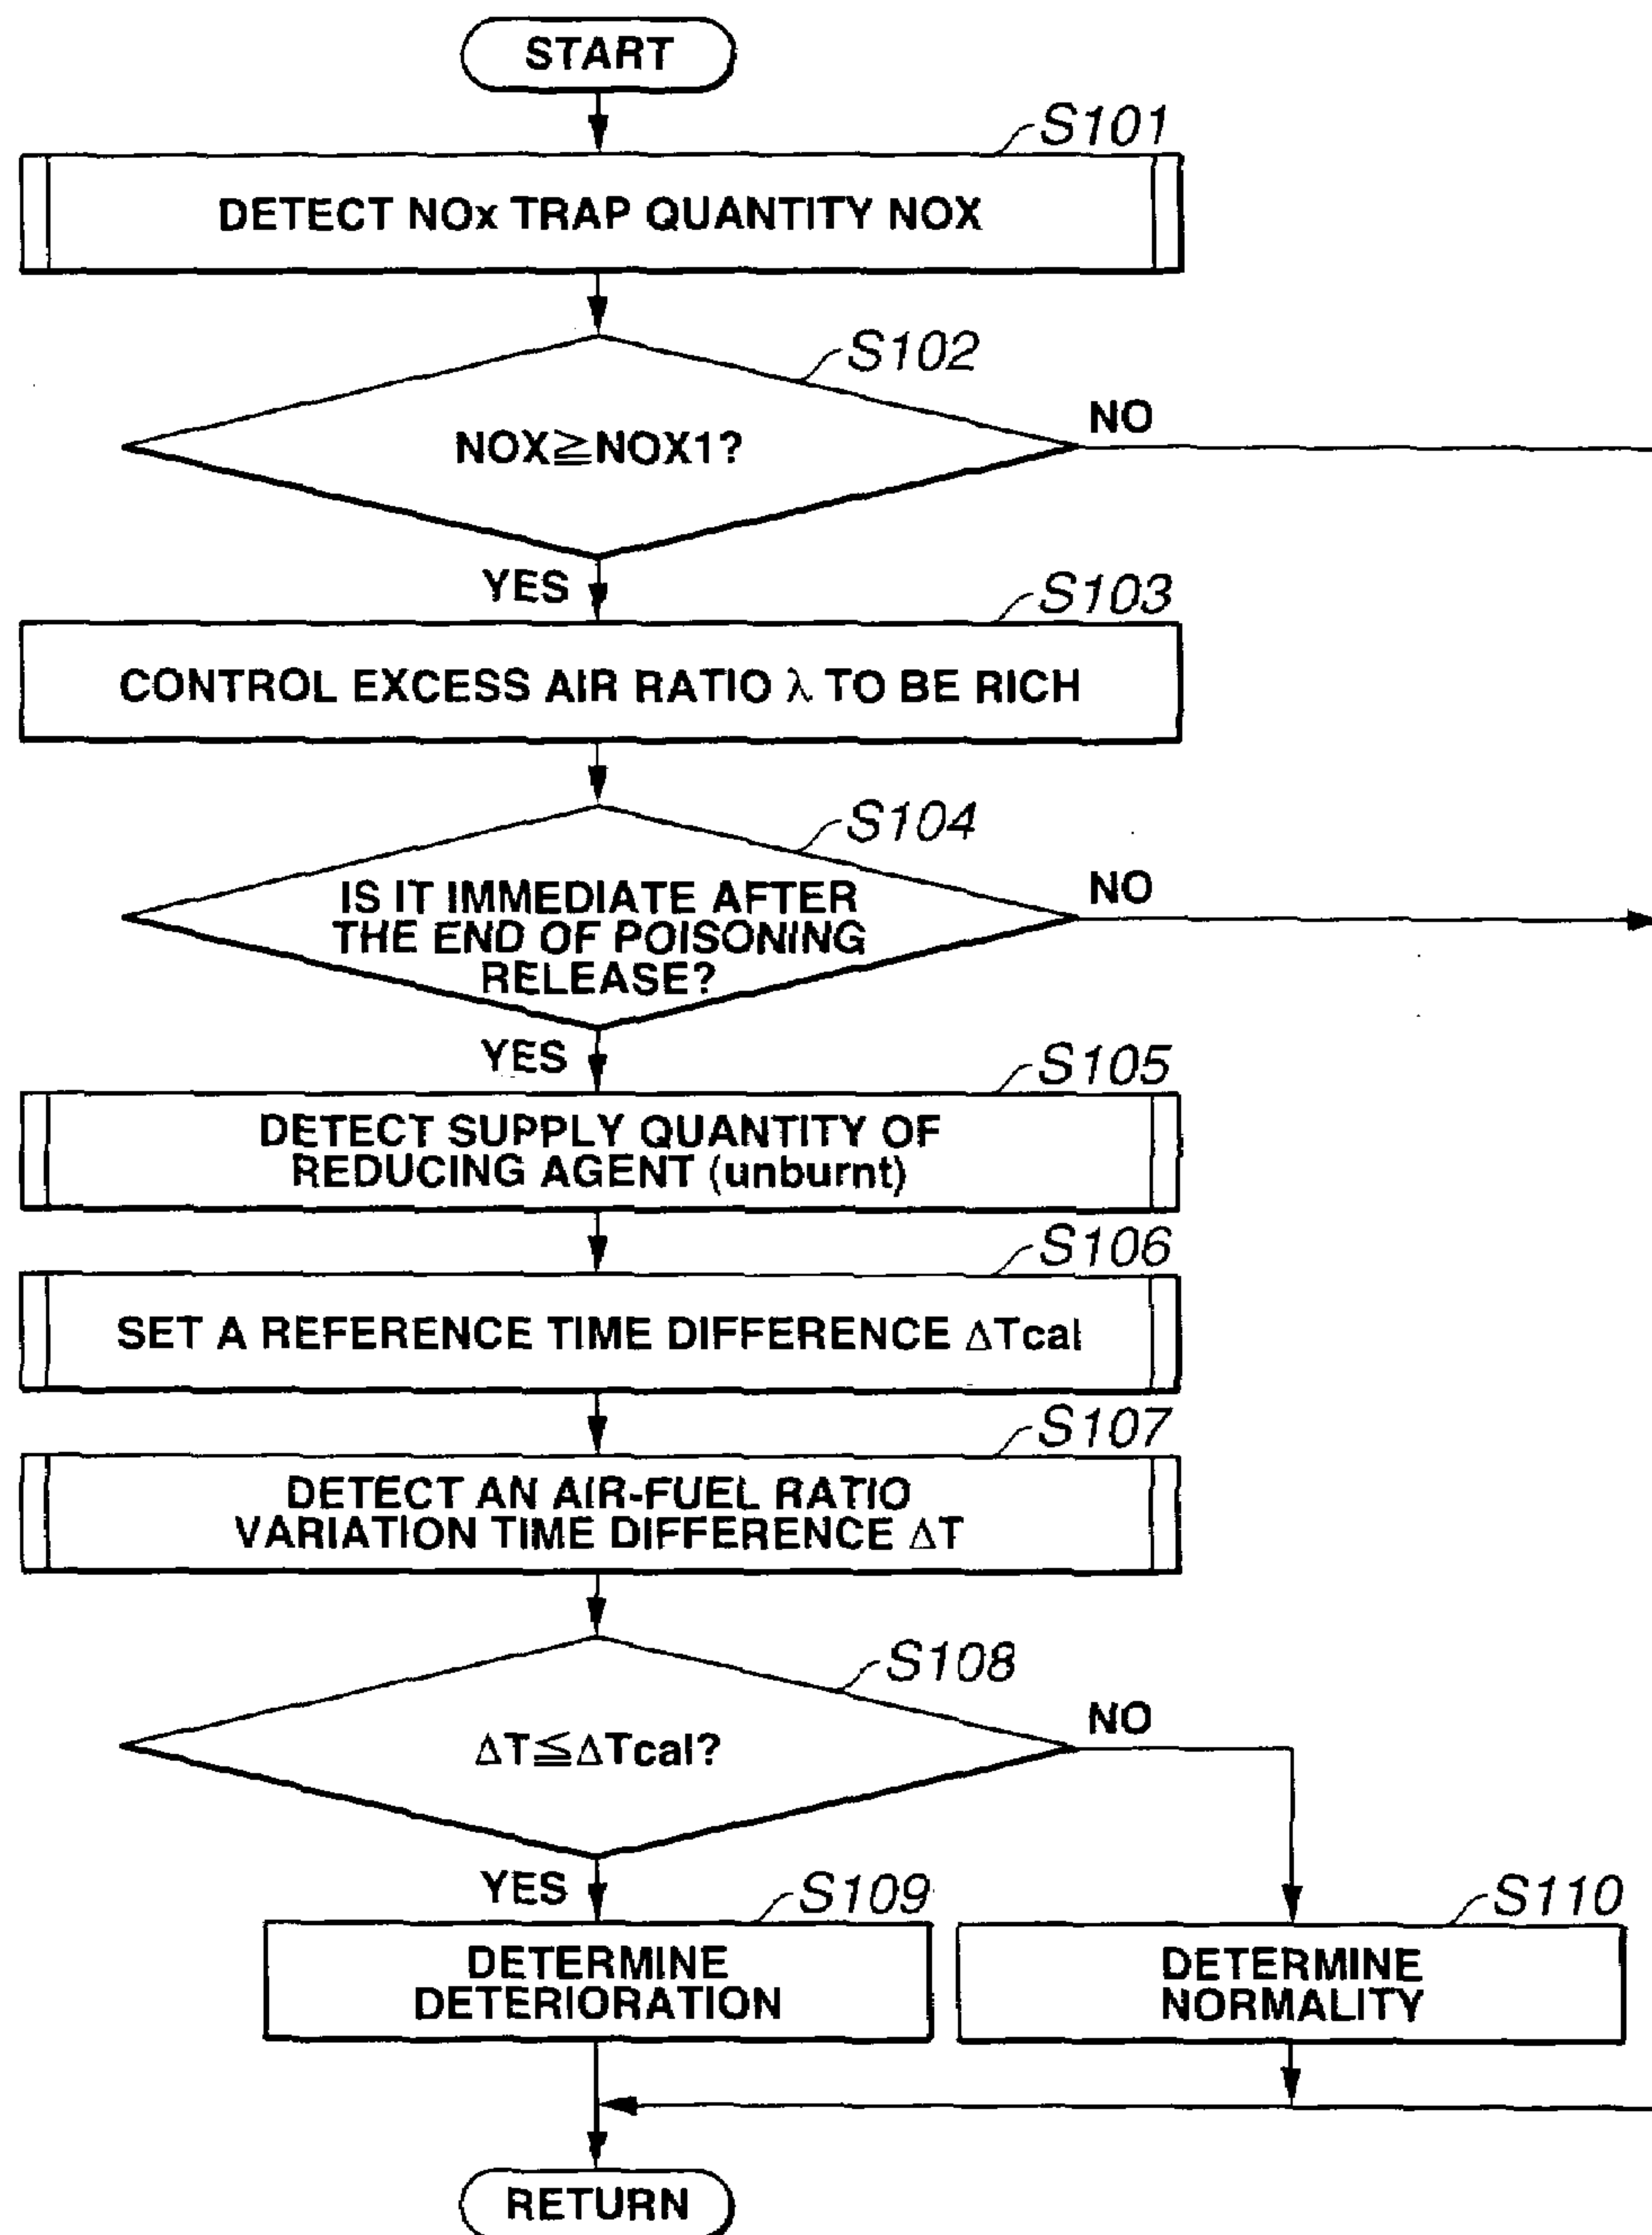 START
S101
DETECT NOx TRAP QUANTITY NOX
S102
NOX≧NOX1?
NO
YES
S103
CONTROL EXCESS AIR RATIO λ TO BE RICH
S104
IS IT IMMEDIATE AFTER
THE END OF POISONING
RELEASE?
NO
YES
S105
DETECT SUPPLY QUANTITY OF
REDUCING AGENT (unburnt)
S106
SET A REFERENCE TIME DIFFERENCE ΔTcal
S107
DETECT AN AIR-FUEL RATIO
VARIATION TIME DIFFERENCE ΔT
S108
ΔT≦ΔTcal?
NO
YES
S109
DETERMINE
DETERIORATION
S110
DETERMINE
NORMALITY
RETURN